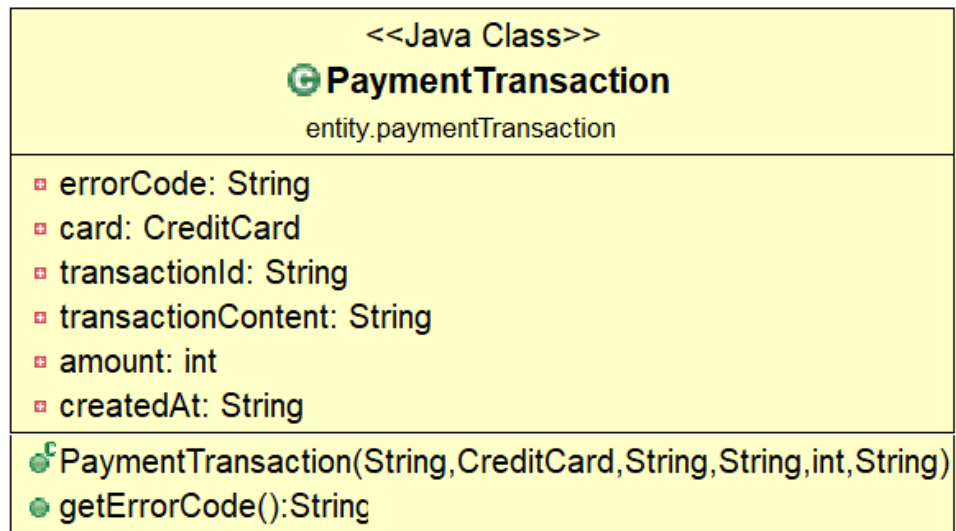 <<Java Class>>
PaymentTransaction
entity.paymentTransaction
errorCode: String
card: CreditCard
transactionId: String
transactionContent: String
amount: int
createdAt: String
PaymentTransaction(String,CreditCard,String,String,int,String)
getErrorCode():String